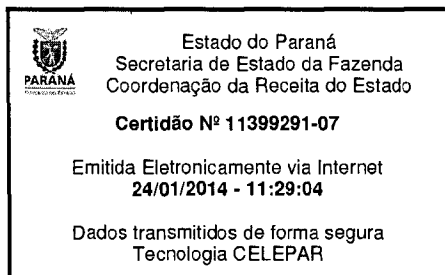 Estado do Paraná
Secretaria de Estado da Fazenda
PARANÁ
Coordenação da Receita do Estado
Certidão Nº 11399291-07
Emitida Eletronicamente via Internet
24/01/2014 - 11:29:04
Dados transmitidos de forma segura
Tecnologia CELEPAR